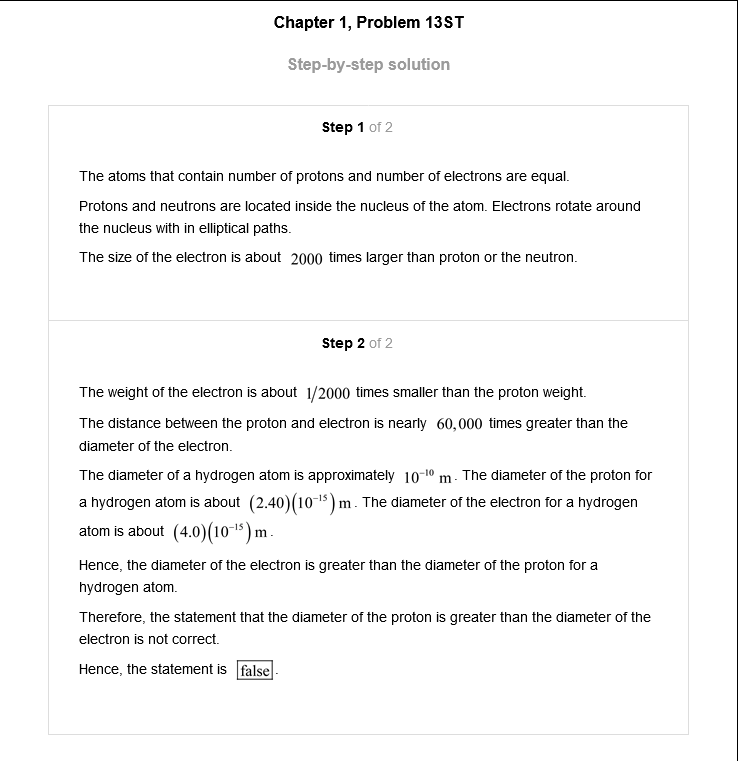 Chapter 1, Problem 13ST
Step-by-step solution
Step 1 of 2
The atoms that contain number of protons and number of electrons are equal.
Protons and neutrons are located inside the nucleus of the atom. Electrons rotate around
the nucleus with in elliptical paths.
The size of the electron is about 2000 times larger than proton or the neutron.
Step 2 of 2
The weight of the electron is about 1/2000 times smaller than the proton weight.
The distance between the proton and electron is nearly 60,000 times greater than the
diameter of the electron.
The diameter of a hydrogen atom is approximately 10⁻¹⁰ m. The diameter of the proton for
a hydrogen atom is about (2.40)(10⁻¹⁵) m. The diameter of the electron for a hydrogen
atom is about (4.0)(10⁻¹⁵) m.
Hence, the diameter of the electron is greater than the diameter of the proton for a
hydrogen atom.
Therefore, the statement that the diameter of the proton is greater than the diameter of the
electron is not correct.
Hence, the statement is false.